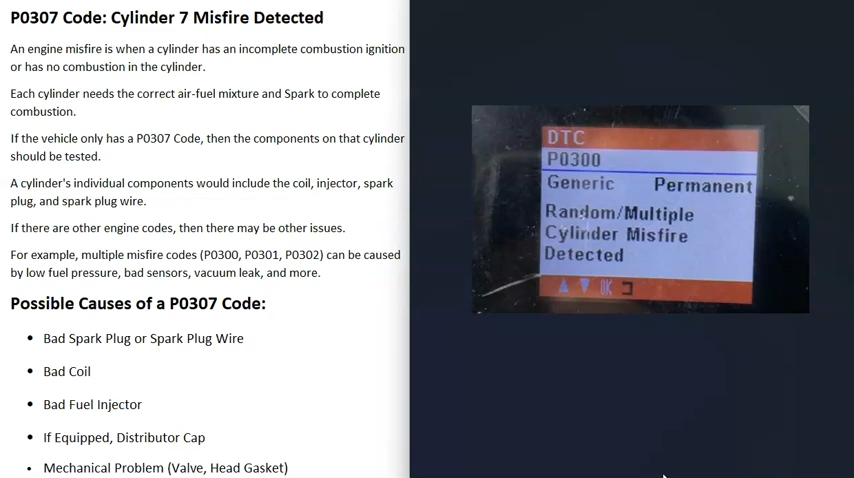 P0307 Code: Cylinder 7 Misfire Detected
An engine misfire is when a cylinder has an incomplete combustion ignition
or has no combustion in the cylinder.
Each cylinder needs the correct air-fuel mixture and Spark to complete
combustion.
If the vehicle only has a P0307 Code, then the components on that cylinder
should be tested.
A cylinder's individual components would include the coil, injector, spark
plug, and spark plug wire.
If there are other engine codes, then there may be other issues.
For example, multiple misfire codes (P0300, P0301, P0302) can be caused
by low fuel pressure, bad sensors, vacuum leak, and more.
Possible Causes of a P0307 Code:
• Bad Spark Plug or Spark Plug Wire
• Bad Coil
• Bad Fuel Injector
• If Equipped, Distributor Cap
• Mechanical Problem (Valve, Head Gasket)
DTC
P0300
Generic Permanent
Random/Multiple
Cylinder Misfire
Detected
OK